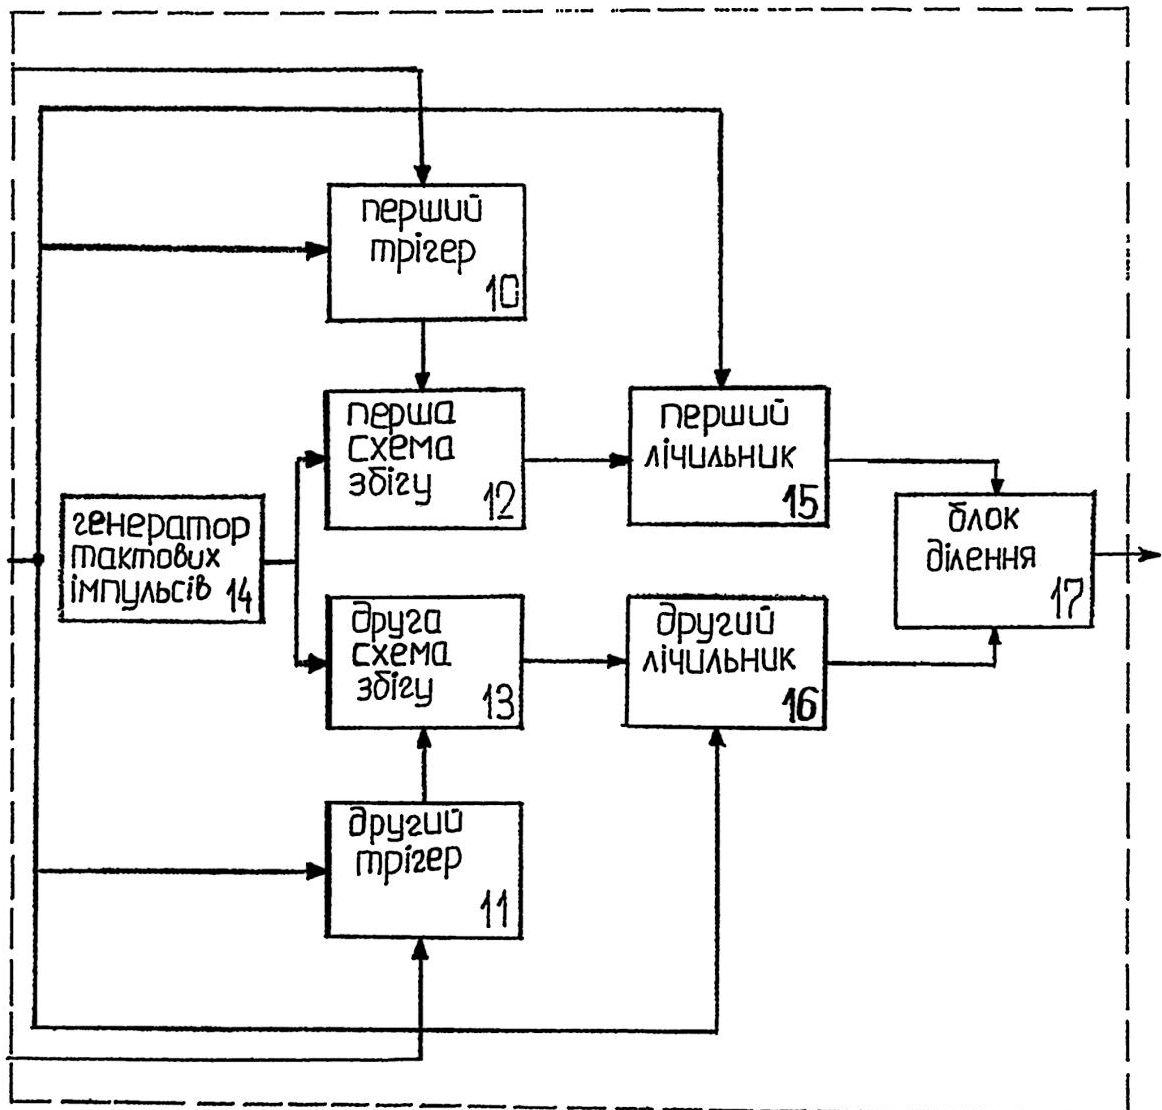 перший
трігер
10
перша
схема
збігу
12
перший
лічильник
15
генератор
тактових
імпульсів 14
блок
ділення
17
друга
схема
збігу
13
другий
лічильник
16
другий
трігер
11